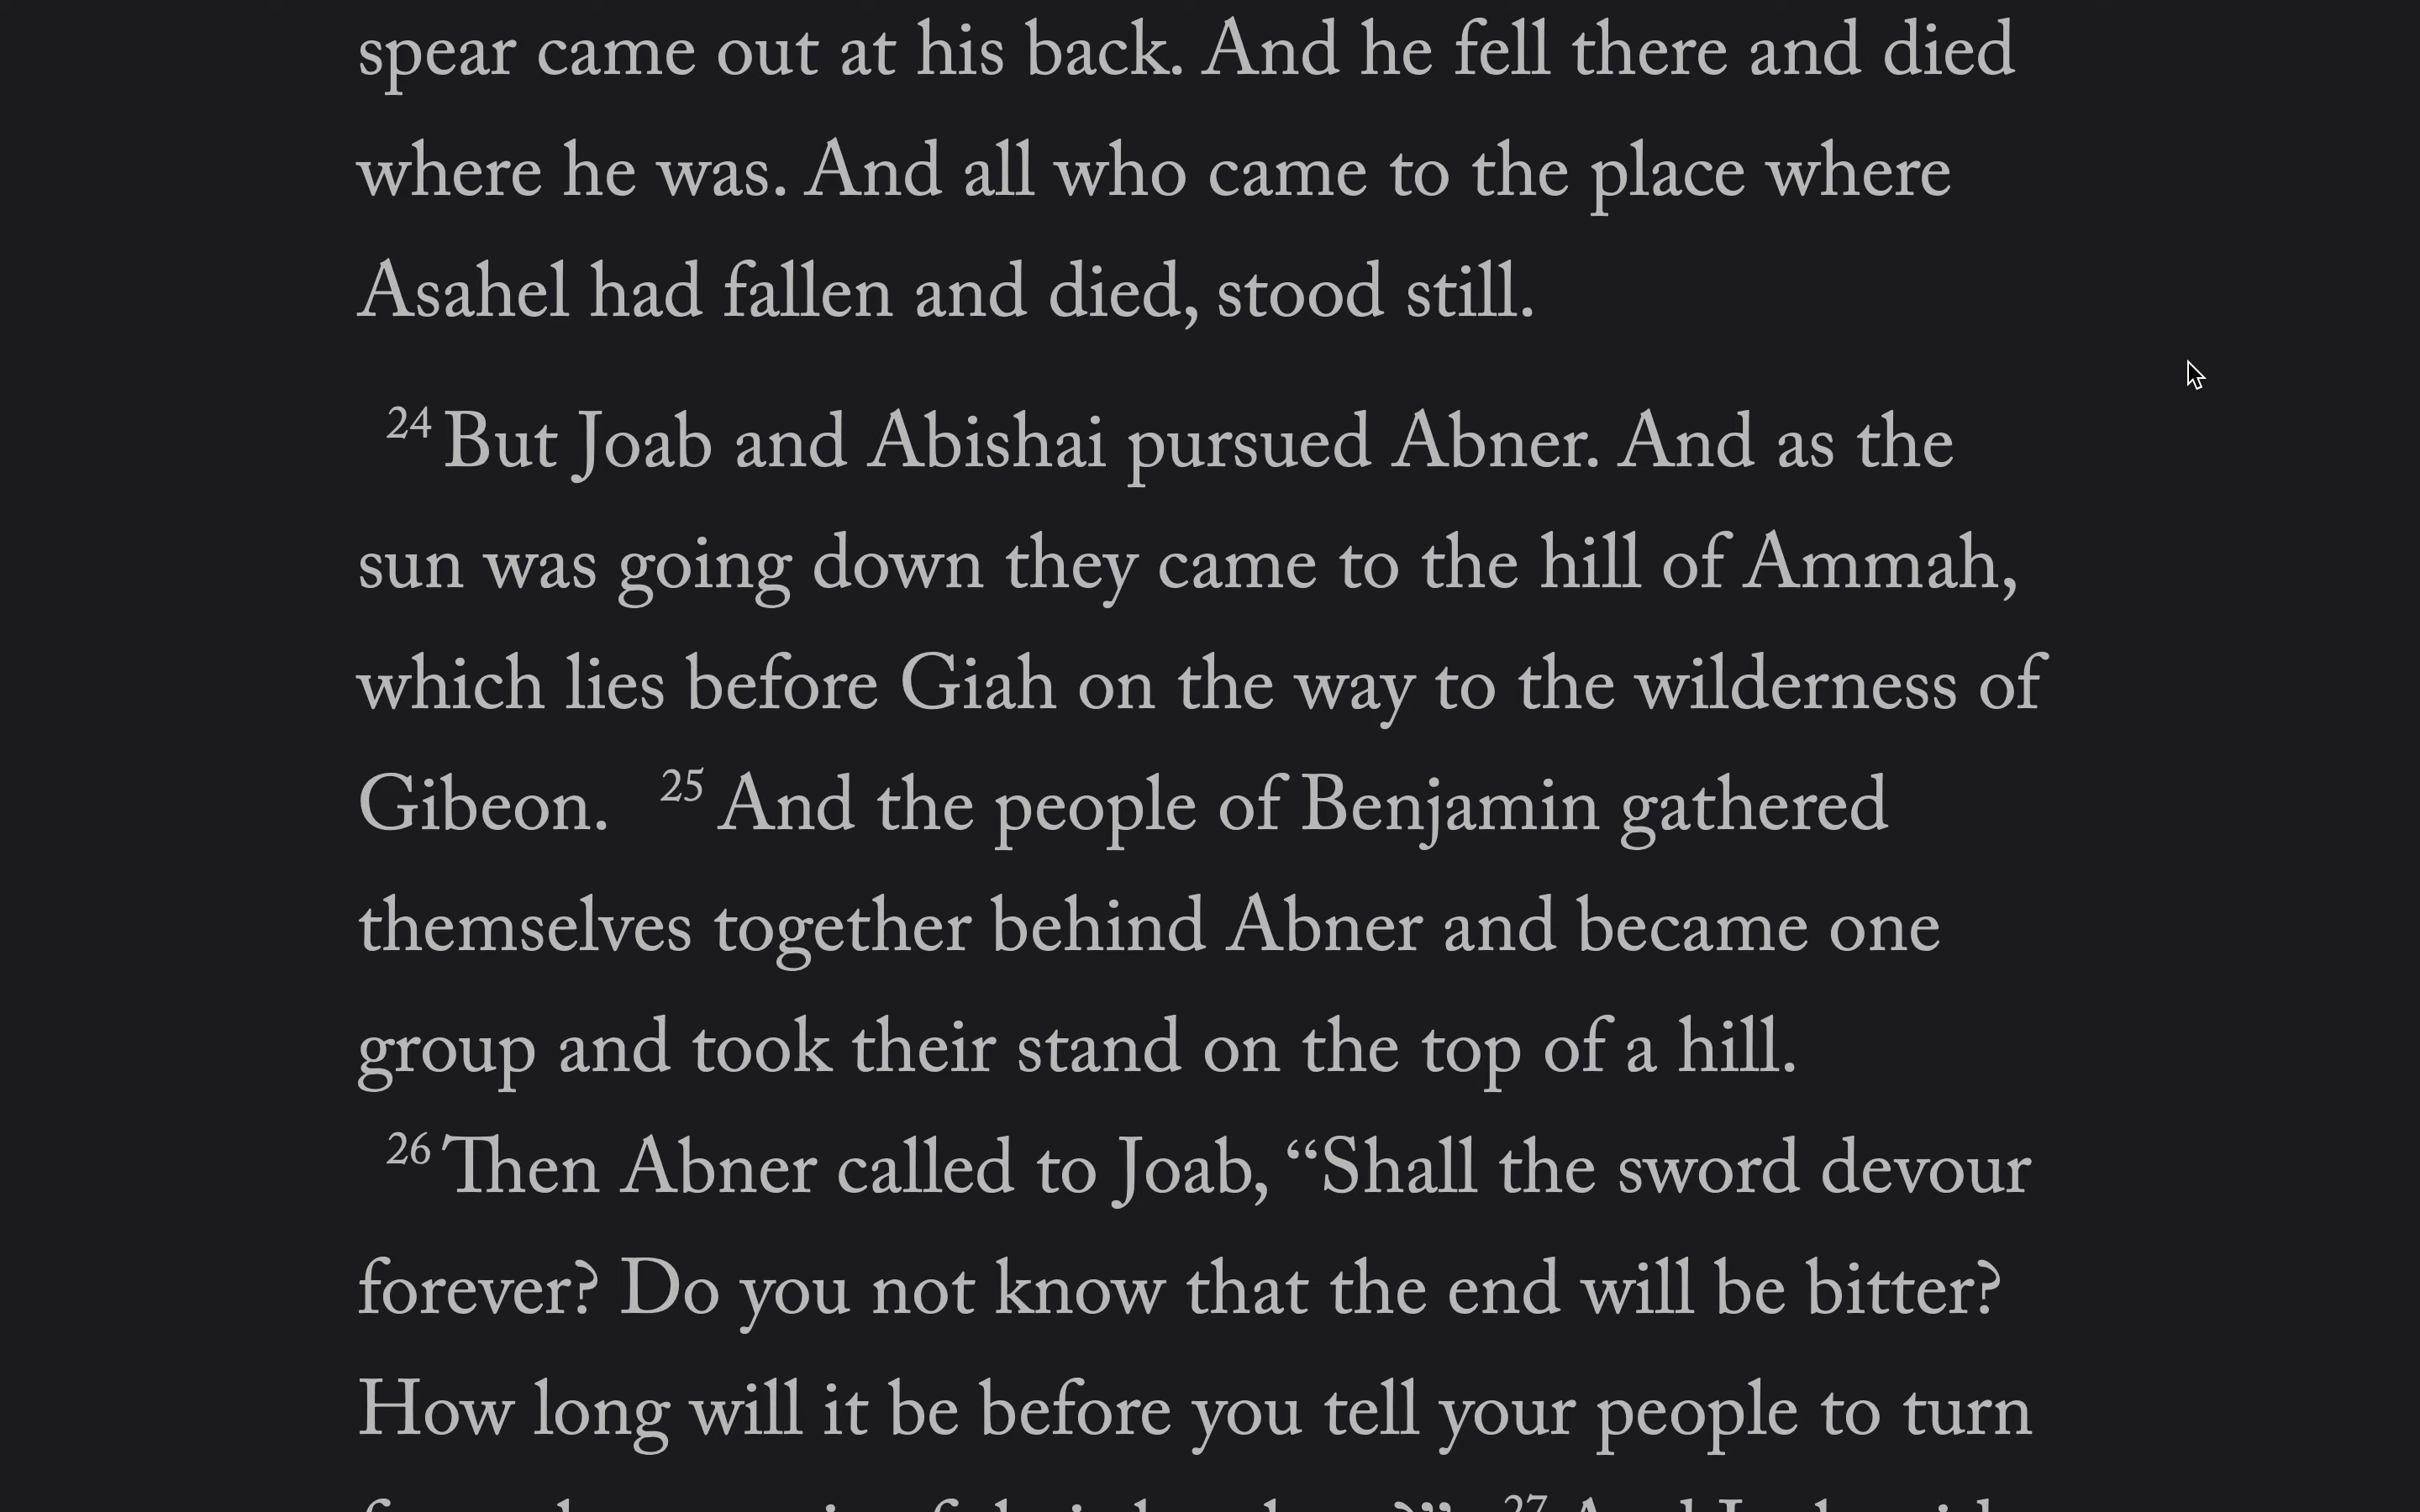 spear came out at his back. And he fell there and died
where he was. And all who came to the place where
Asahel had fallen and died, stood still.
24 But Joab and Abishai pursued Abner. And as the
sun was going down they came to the hill of Ammah,
which lies before Giah on the way to the wilderness of
Gibeon. 25 And the people of Benjamin gathered
themselves together behind Abner and became one
group and took their stand on the top of a hill.
26 Then Abner called to Joab, “Shall the sword devour
forever? Do you not know that the end will be bitter?
How long will it be before you tell your people to turn